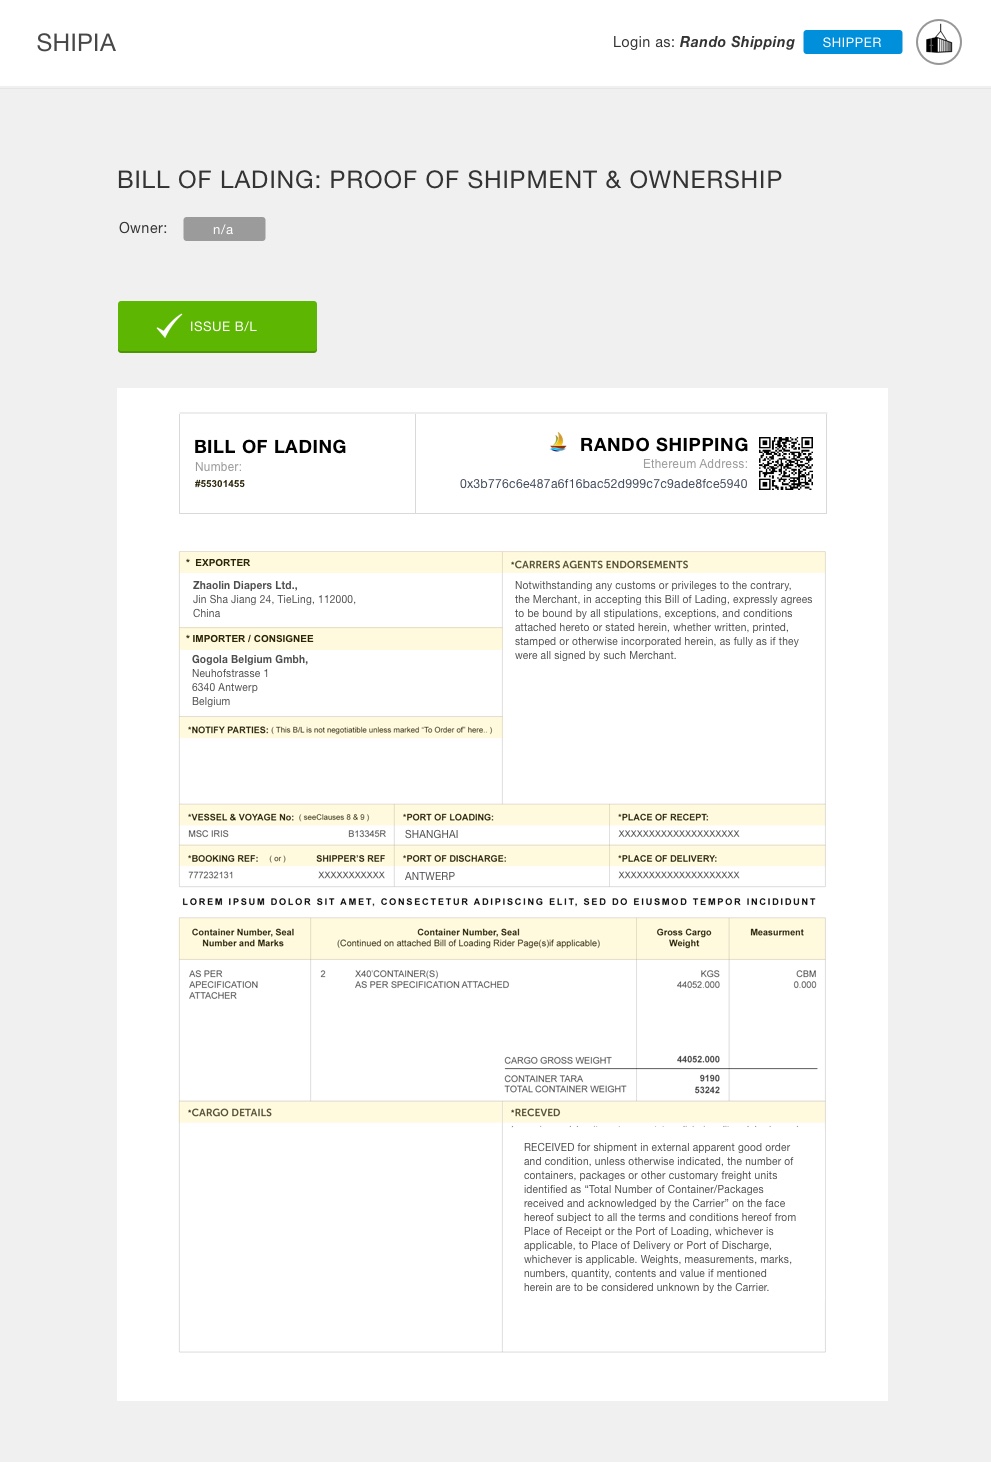 SHIPIA
Login as: Rando Shipping SHIPPER
BILL OF LADING: PROOF OF SHIPMENT & OWNERSHIP
Owner: n/a
ISSUE B/L
BILL OF LADING
Number:
#55301455
RANDO SHIPPING
Ethereum Address:
0x3b776c6e487a6f16bac52d999c7c9ade8fce5940
* EXPORTER
Zhaolin Diapers Ltd.,
Jin Sha Jiang 24, TieLing, 112000,
China
* IMPORTER / CONSIGNEE
Gogola Belgium Gmbh,
Neuhofstrasse 1
6340 Antwerp
Belgium
*NOTIFY PARTIES: ( This B/L is not negotiatible unless marked "To Order of" here.. )
*CARRERS AGENTS ENDORSEMENTS
Notwithstanding any customs or privileges to the contrary,
the Merchant, in accepting this Bill of Lading, expressly agrees
to be bound by all stipulations, exceptions, and conditions
attached hereto or stated herein, whether written, printed,
stamped or otherwise incorporated herein, as fully as if they
were all signed by such Merchant.
*VESSEL & VOYAGE No: ( seeClauses 8 & 9 ) *PORT OF LOADING: *PLACE OF RECEPT:
MSC IRIS B13345R SHANGHAI XXXXXXXXXXXXXXXXXXXX
*BOOKING REF: ( or ) SHIPPER'S REF *PORT OF DISCHARGE: *PLACE OF DELIVERY:
777232131 XXXXXXXXXXX ANTWERP XXXXXXXXXXXXXXXXXXXX
LOREM IPSUM DOLOR SIT AMET, CONSECTETUR ADIPISCING ELIT, SED DO EIUSMOD TEMPOR INCIDIDUNT
Container Number, Seal
Number and Marks
Container Number, Seal
(Continued on attached Bill of Loading Rider Page(s)if applicable)
Gross Cargo
Weight
Measurment
AS PER
APECIFICATION
ATTACHER
2 X40'CONTAINER(S)
AS PER SPECIFICATION ATTACHED
KGS
44052.000
CBM
0.000
CARGO GROSS WEIGHT 44052.000
CONTAINER TARA 9190
TOTAL CONTAINER WEIGHT 53242
*CARGO DETAILS
*RECEVED
RECEIVED for shipment in external apparent good order
and condition, unless otherwise indicated, the number of
containers, packages or other customary freight units
identified as “Total Number of Container/Packages
received and acknowledged by the Carrier” on the face
hereof subject to all the terms and conditions hereof from
Place of Receipt or the Port of Loading, whichever is
applicable, to Place of Delivery or Port of Discharge,
whichever is applicable. Weights, measurements, marks,
numbers, quantity, contents and value if mentioned
herein are to be considered unknown by the Carrier.